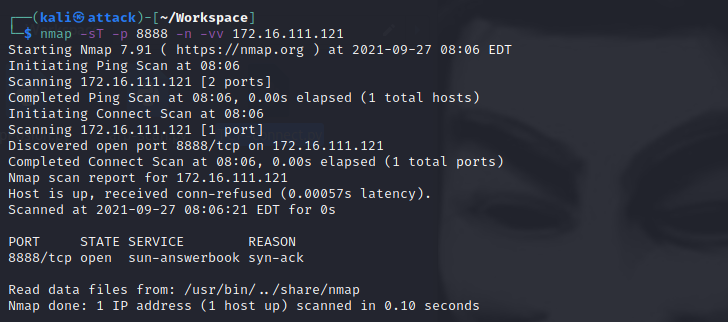 ┌──(kali㉿attack)-[~/Workspace]
└─$ nmap -sT -p 8888 -n -vv 172.16.111.121
Starting Nmap 7.91 ( https://nmap.org ) at 2021-09-27 08:06 EDT
Initiating Ping Scan at 08:06
Scanning 172.16.111.121 [2 ports]
Completed Ping Scan at 08:06, 0.00s elapsed (1 total hosts)
Initiating Connect Scan at 08:06
Scanning 172.16.111.121 [1 port]
Discovered open port 8888/tcp on 172.16.111.121
Completed Connect Scan at 08:06, 0.00s elapsed (1 total ports)
Nmap scan report for 172.16.111.121
Host is up, received conn-refused (0.00057s latency).
Scanned at 2021-09-27 08:06:21 EDT for 0s

PORT     STATE SERVICE        REASON
8888/tcp open  sun-answerbook syn-ack

Read data files from: /usr/bin/../share/nmap
Nmap done: 1 IP address (1 host up) scanned in 0.10 seconds